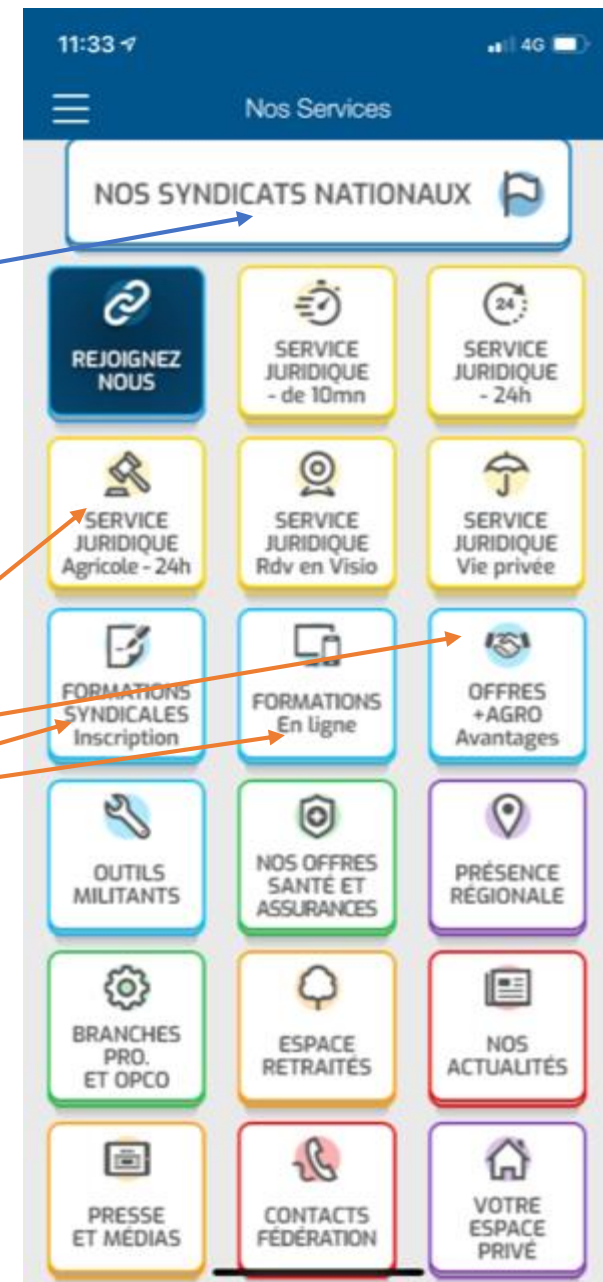 11:33
4G
Nos Services
NOS SYNDICATS NATIONAUX
REJOIGNEZ
NOUS
SERVICE
JURIDIQUE
- de 10mn
24
SERVICE
JURIDIQUE
- 24h
SERVICE
JURIDIQUE
Agricole - 24h
SERVICE
JURIDIQUE
Rdv en Visio
SERVICE
JURIDIQUE
Vie privée
FORMATIONS
SYNDICALES
Inscription
FORMATIONS
En ligne
OFFRES
+AGRO
Avantages
OUTILS
MILITANTS
NOS OFFRES
SANTÉ ET
ASSURANCES
PRÉSENCE
RÉGIONALE
BRANCHES
PRO.
ET OPCO
ESPACE
RETRAITÉS
NOS
ACTUALITÉS
PRESSE
ET MÉDIAS
CONTACTS
FÉDÉRATION
VOTRE
ESPACE
PRIVÉ